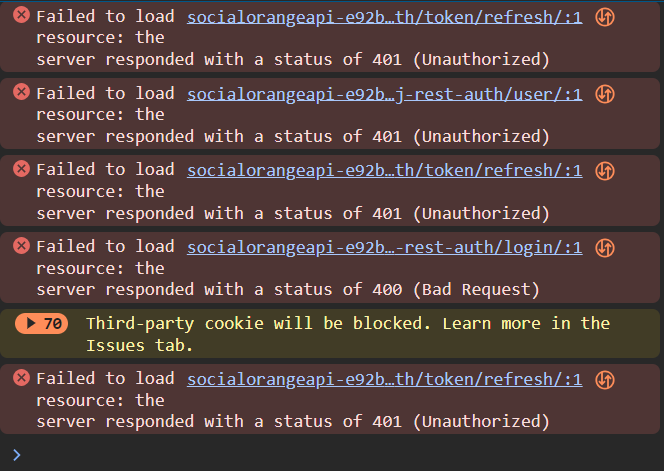 Failed to load socialorangeapi-e92b…th/token/refresh/:1
resource: the
server responded with a status of 401 (Unauthorized)
Failed to load socialorangeapi-e92b…j-rest-auth/user/:1
resource: the
server responded with a status of 401 (Unauthorized)
Failed to load socialorangeapi-e92b…th/token/refresh/:1
resource: the
server responded with a status of 401 (Unauthorized)
Failed to load socialorangeapi-e92b…-rest-auth/login/:1
resource: the
server responded with a status of 400 (Bad Request)
70 Third-party cookie will be blocked. Learn more in the
Issues tab.
Failed to load socialorangeapi-e92b…th/token/refresh/:1
resource: the
server responded with a status of 401 (Unauthorized)